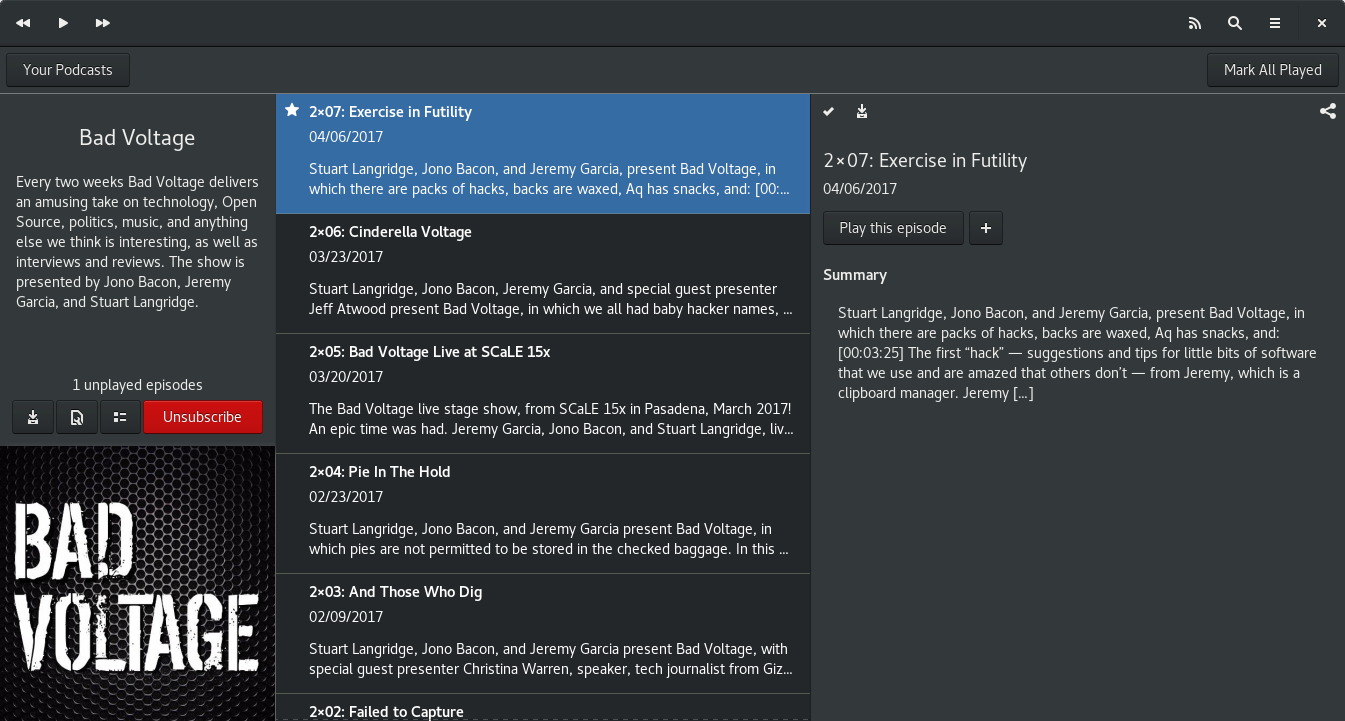 Your Podcasts
Mark All Played
Bad Voltage
Every two weeks Bad Voltage delivers
an amusing take on technology, Open
Source, politics, music, and anything
else we think is interesting, as well as
interviews and reviews. The show is
presented by Jono Bacon, Jeremy
Garcia, and Stuart Langridge.
1 unplayed episodes
Unsubscribe
BAD
VOLTAGE
2×07: Exercise in Futility
04/06/2017
Stuart Langridge, Jono Bacon, and Jeremy Garcia, present Bad Voltage, in
which there are packs of hacks, backs are waxed, Aq has snacks, and: [00:...
2×06: Cinderella Voltage
03/23/2017
Stuart Langridge, Jono Bacon, Jeremy Garcia, and special guest presenter
Jeff Atwood present Bad Voltage, in which we all had baby hacker names, ...
2×05: Bad Voltage Live at SCaLE 15x
03/20/2017
The Bad Voltage live stage show, from SCaLE 15x in Pasadena, March 2017!
An epic time was had. Jeremy Garcia, Jono Bacon, and Stuart Langridge, liv...
2×04: Pie In The Hold
02/23/2017
Stuart Langridge, Jono Bacon, and Jeremy Garcia present Bad Voltage, in
which pies are not permitted to be stored in the checked baggage. In this ...
2×03: And Those Who Dig
02/09/2017
Stuart Langridge, Jono Bacon, and Jeremy Garcia present Bad Voltage, with
special guest presenter Christina Warren, speaker, tech journalist from Giz...
2×02: Failed to Capture
2×07: Exercise in Futility
04/06/2017
Play this episode
Summary
Stuart Langridge, Jono Bacon, and Jeremy Garcia, present Bad Voltage, in
which there are packs of hacks, backs are waxed, Aq has snacks, and:
[00:03:25] The first “hack” — suggestions and tips for little bits of software
that we use and are amazed that others don’t — from Jeremy, which is a
clipboard manager. Jeremy [...]